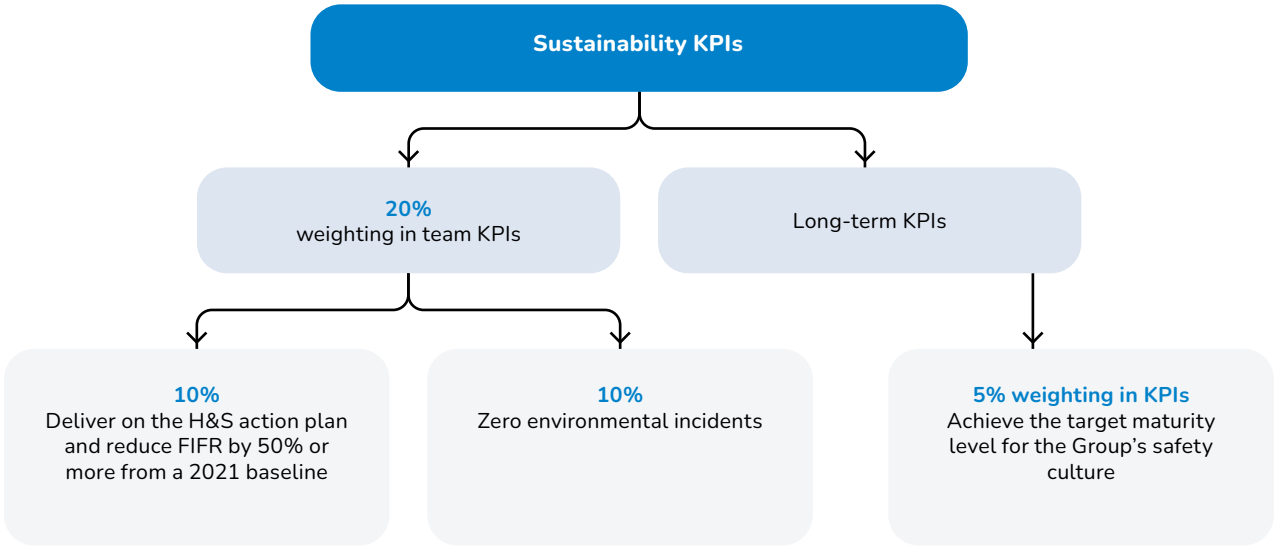 Sustainability KPIs
20%
weighting in team KPIs
Long-term KPIs
10%
Deliver on the H&S action plan
and reduce FIFR by 50% or
more from a 2021 baseline
10%
Zero environmental incidents
5% weighting in KPIs
Achieve the target maturity
level for the Group’s safety
culture